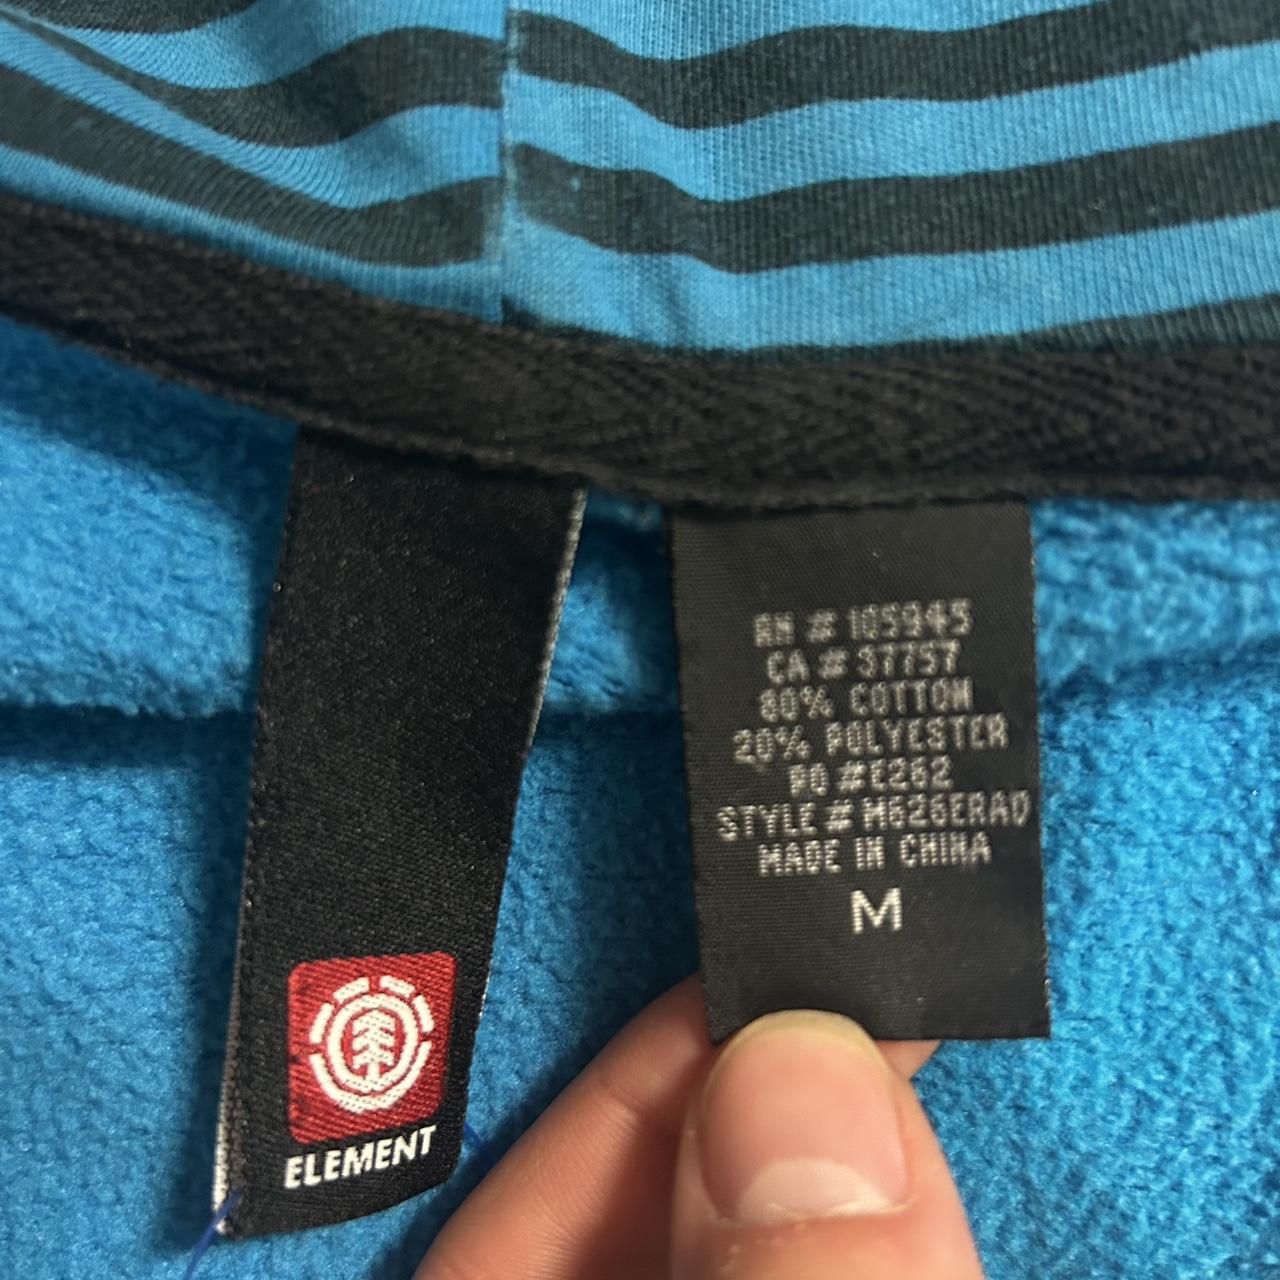 ELEMENT
RN # 105945
CA # 37757
80% COTTON
20% POLYESTER
PO #E262
STYLE # M626ERAD
MADE IN CHINA
M